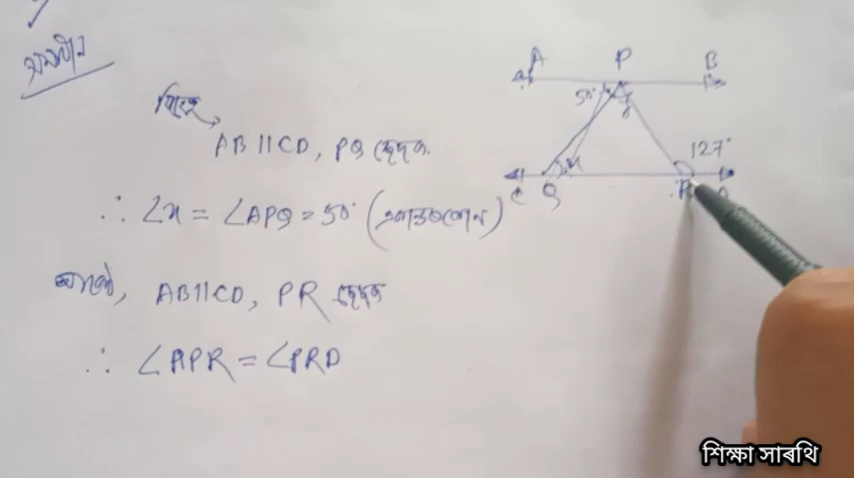 সমাধান
A P B
50°
y
যিহেতু
127°
AB || CD, PQ ছেদক.
x
C Q R D
∴ ∠x = ∠APQ = 50° (একান্তৰ কোণ)
আকৌ, AB || CD, PR ছেদক
∴ ∠APR = ∠PRD
শিক্ষা সাৰথি